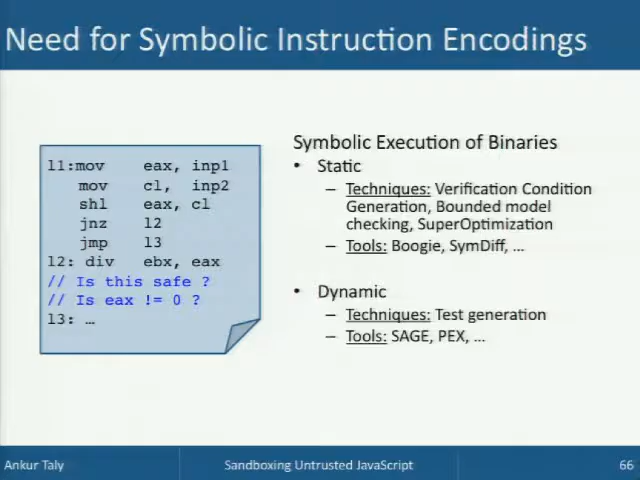 Need for Symbolic Instruction Encodings
l1:mov eax, inp1
mov cl, inp2
shl eax, cl
jnz l2
jmp l3
l2: div ebx, eax
// Is this safe ?
// Is eax != 0 ?
l3: …
Symbolic Execution of Binaries
• Static
– Techniques: Verification Condition
Generation, Bounded model
checking, SuperOptimization
– Tools: Boogie, SymDiff, …
• Dynamic
– Techniques: Test generation
– Tools: SAGE, PEX, …
Ankur Taly
Sandboxing Untrusted JavaScript
66